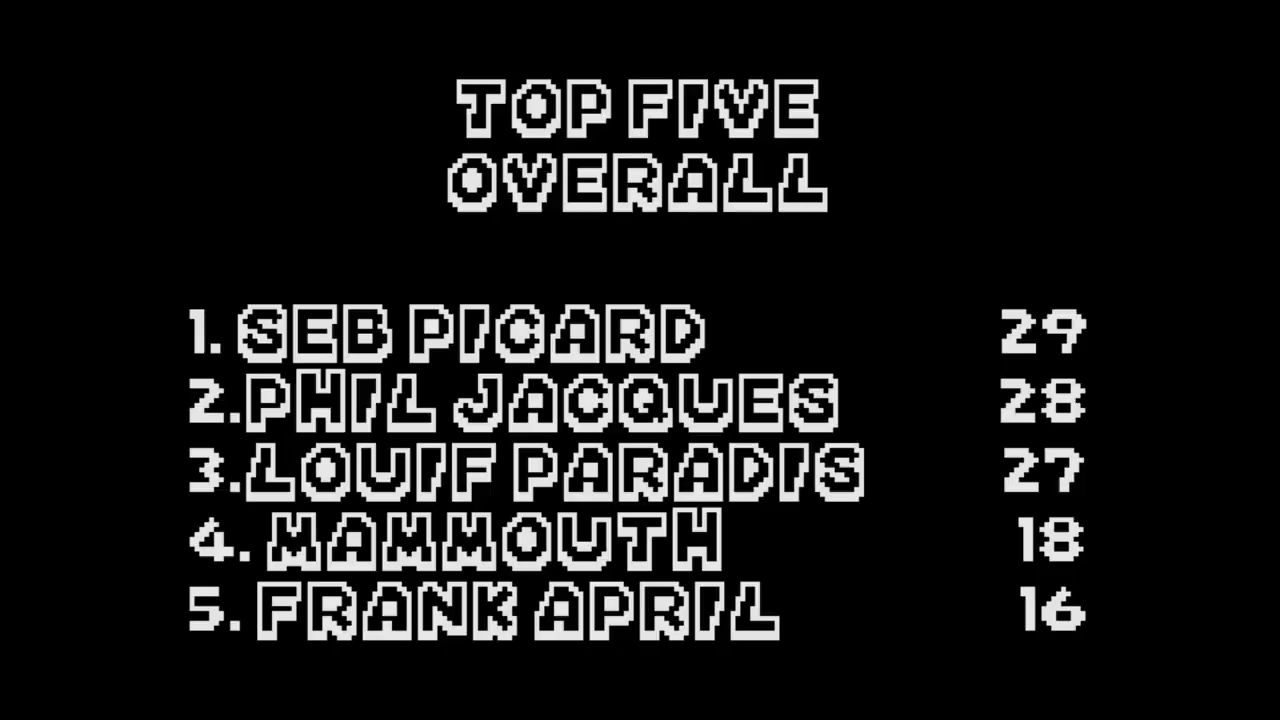 TOP FIVE
OVERALL
1. SEB PICARD 29
2.PHIL JACQUES 28
3.LOUIF PARADIS 27
4. MAMMOUTH 18
5. FRANK APRIL 16